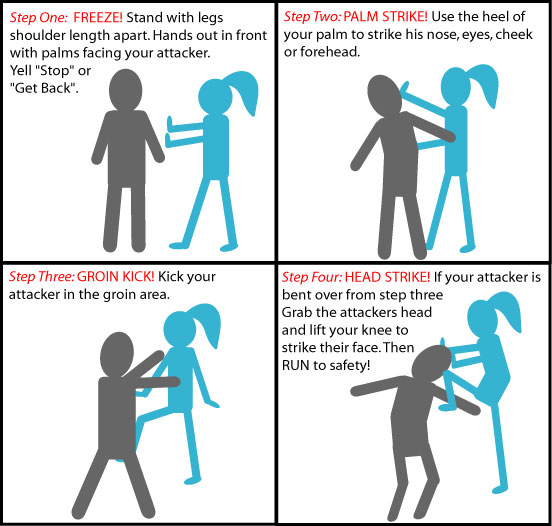 Step One:  FREEZE! Stand with legs
shoulder length apart. Hands out in front
with palms facing your attacker.
Yell "Stop" or
"Get Back".
Step Two: PALM STRIKE! Use the heel of
your palm to strike his nose, eyes, cheek
or forehead.
Step Three: GROIN KICK! Kick your
attacker in the groin area.
Step Four: HEAD STRIKE! If your attacker is
bent over from step three
Grab the attackers head
and lift your knee to
strike their face. Then
RUN to safety!